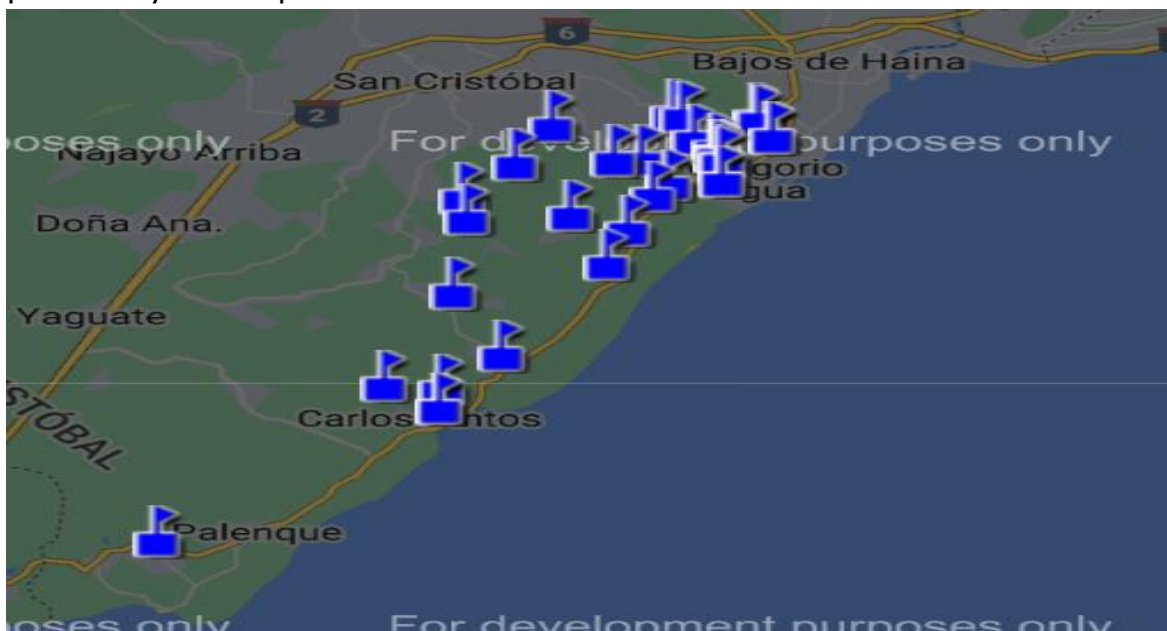 6
Bajos de Haina
San Cristóbal
2
oses only
For d purposes only
Najayo Arriba
gorio
gua
Doña Ana.
Yaguate
Carlos ntos
STÓBAL
Palenque
oses only
For development purposes only